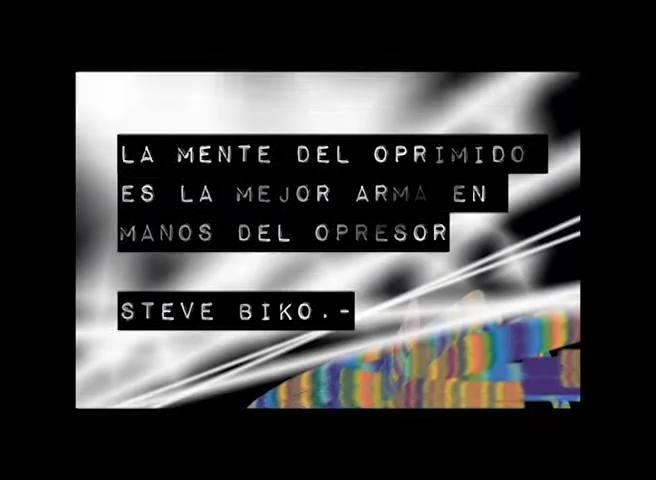 LA MENTE DEL OPRIMIDO
ES LA MEJOR ARMA EN
MANOS DEL OPRESOR
STEVE BIKO.-